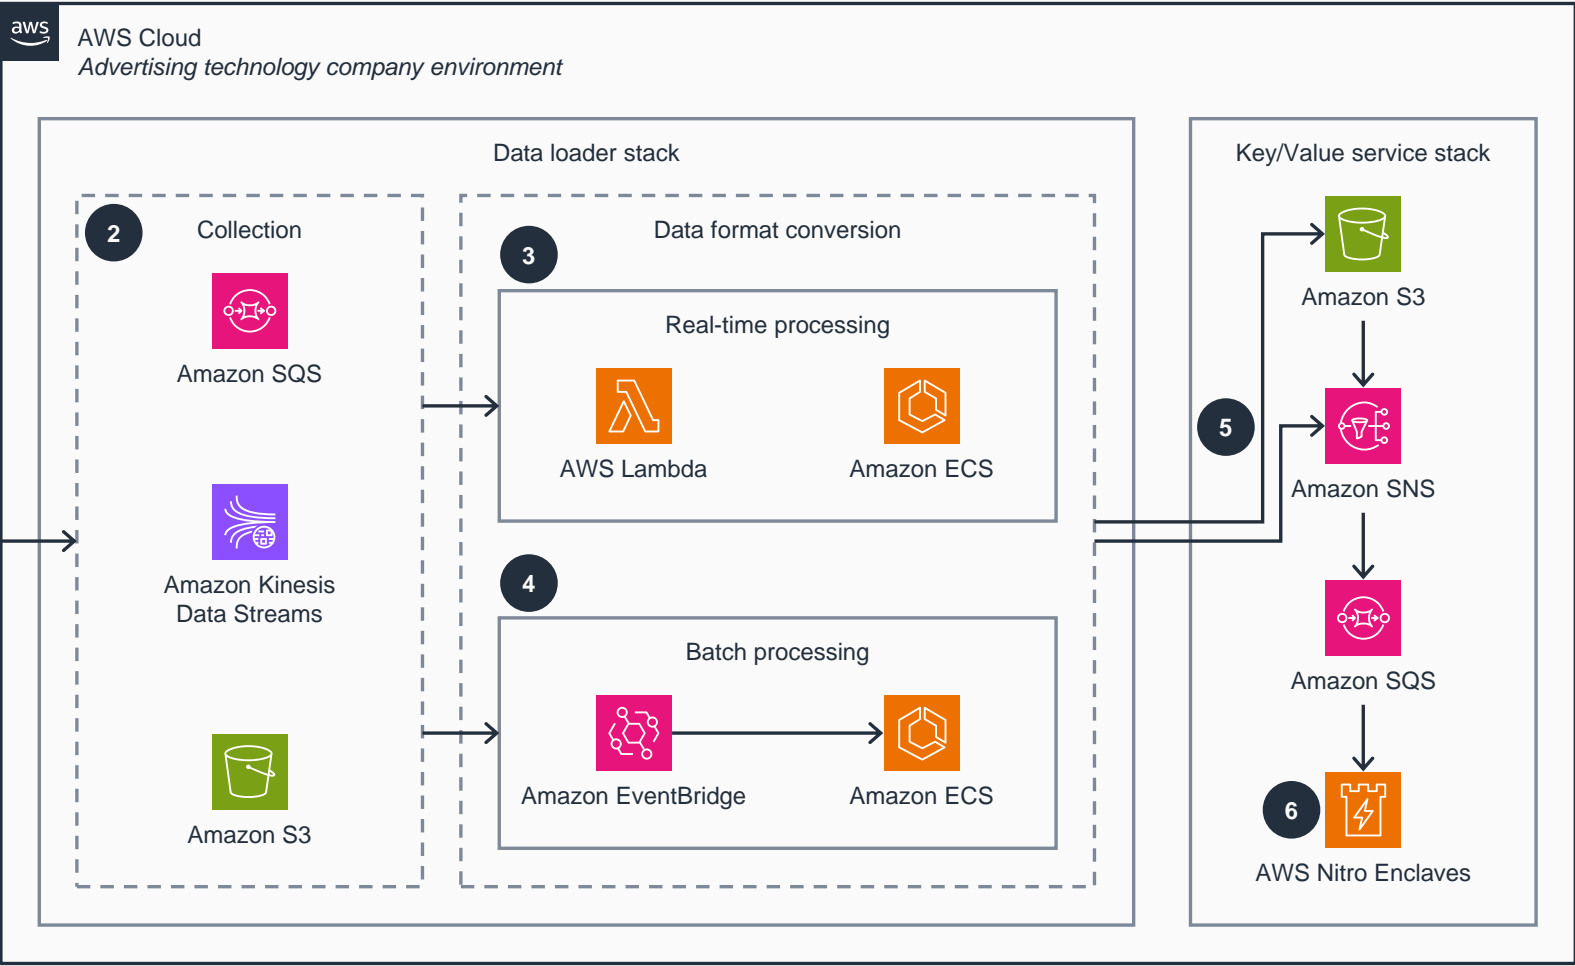 aws
AWS Cloud
Advertising technology company environment
Data loader stack
2
Collection
Amazon SQS
Amazon Kinesis
Data Streams
Amazon S3
Data format conversion
3
Real-time processing
AWS Lambda
Amazon ECS
4
Batch processing
Amazon EventBridge
Amazon ECS
Key/Value service stack
Amazon S3
5
Amazon SNS
Amazon SQS
6
AWS Nitro Enclaves